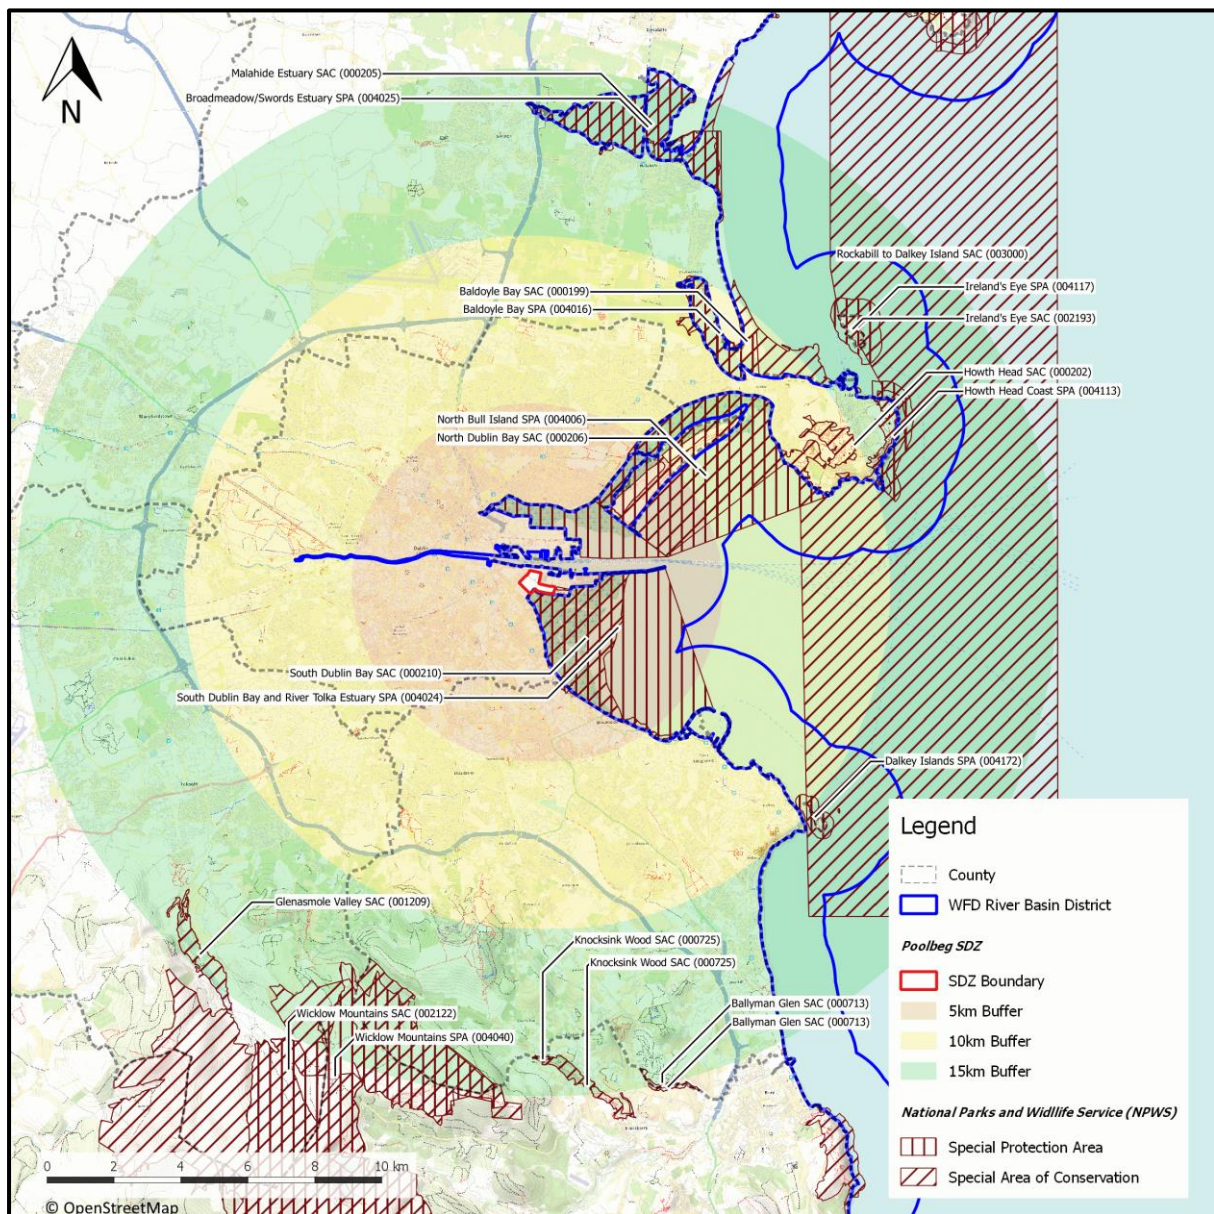 N
Malahide Estuary SAC (000205)
Broadmeadow/Swords Estuary SPA (004025)
Rockabill to Dalkey Island SAC (003000)
Baldoyle Bay SAC (000199)
Ireland's Eye SPA (004117)
Baldoyle Bay SPA (004016)
Ireland's Eye SAC (002193)
Howth Head SAC (000202)
Howth Head Coast SPA (004113)
North Bull Island SPA (004006)
North Dublin Bay SAC (000206)
Dublin
South Dublin Bay SAC (000210)
South Dublin Bay and River Tolka Estuary SPA (004024)
Dalkey Islands SPA (004172)
Glenasmole Valley SAC (001209)
Knocksink Wood SAC (000725)
Knocksink Wood SAC (000725)
Ballyman Glen SAC (000713)
Ballyman Glen SAC (000713)
Wicklow Mountains SAC (002122)
Wicklow Mountains SPA (004040)
Legend
County
WFD River Basin District
Poolbeg SDZ
SDZ Boundary
5km Buffer
10km Buffer
15km Buffer
National Parks and Widllife Service (NPWS)
Special Protection Area
Special Area of Conservation
0 2 4 6 8 10 km
© OpenStreetMap